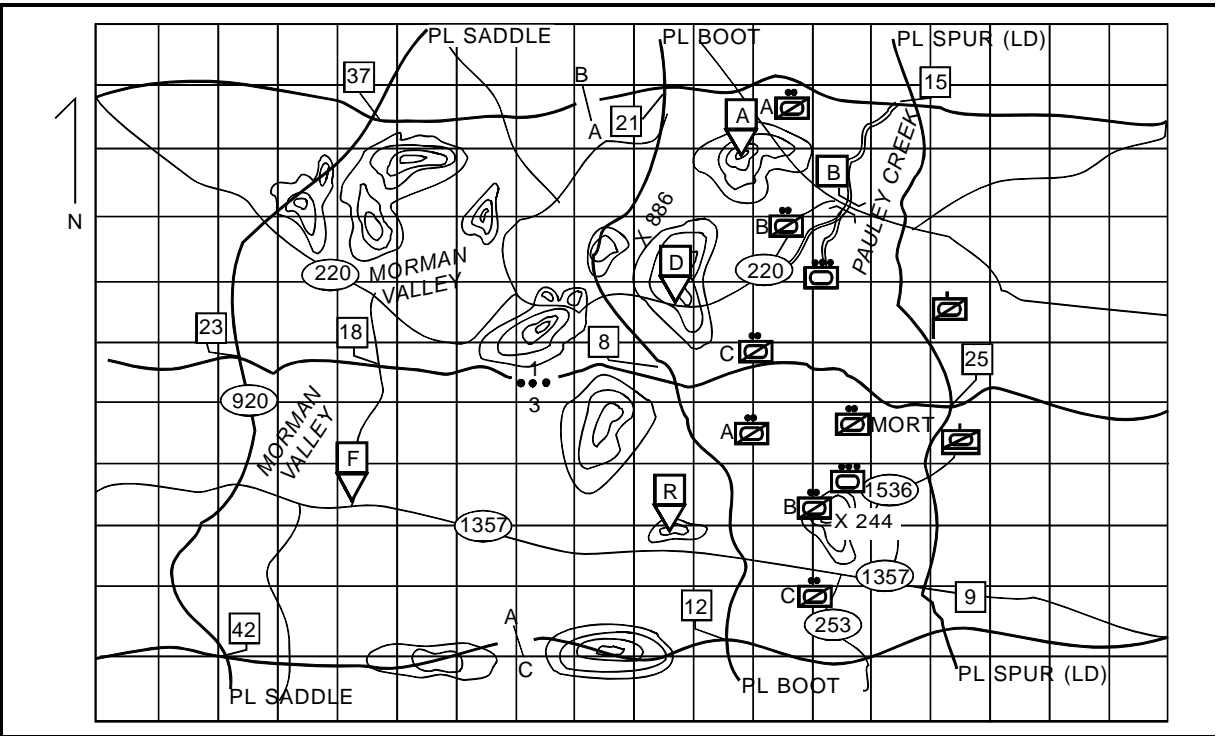 PL SADDLE
PL BOOT
PL SPUR (LD)
37
B
A
21
A
A
15
N
B
PAULEY CREEK
X 886
B
D
220
220
MORMAN
VALLEY
23
18
8
C
25
1
3
920
MORMAN
VALLEY
A
MORT
F
R
1536
B
X 244
1357
1357
C
9
12
253
42
A
C
PL SADDLE
PL BOOT
PL SPUR (LD)